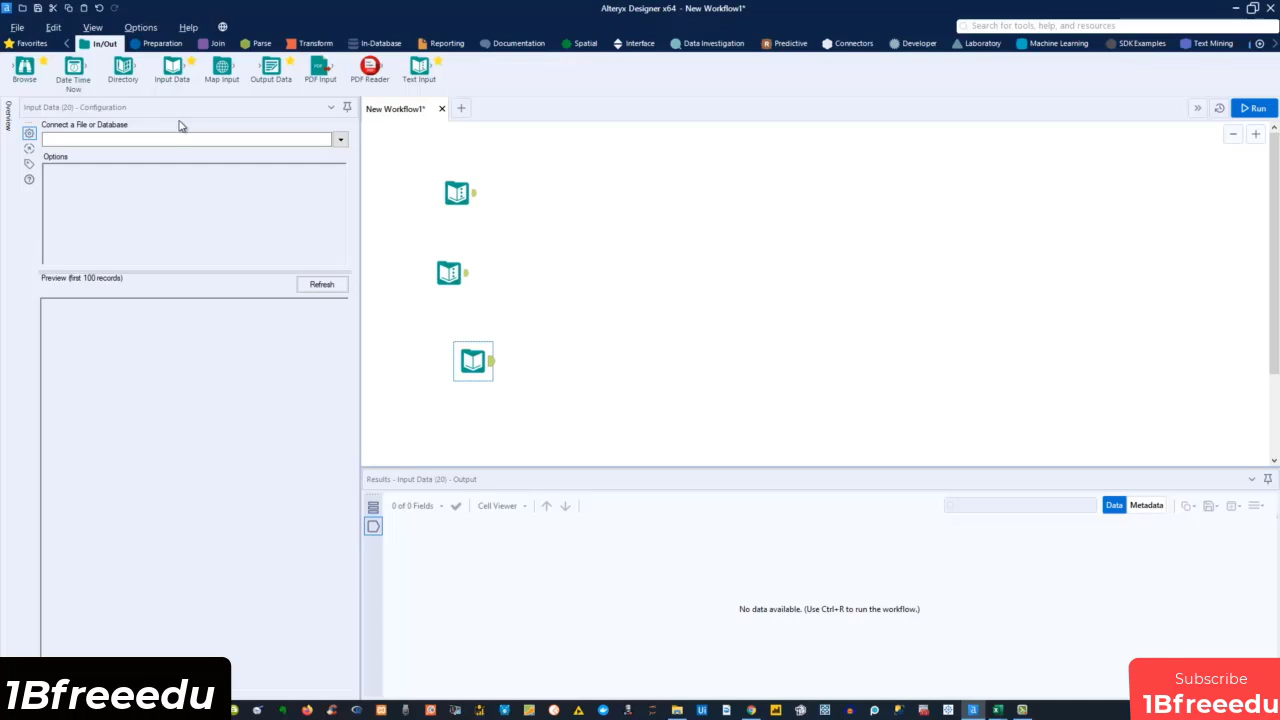 Alteryx Designer x64 - New Workflow1*
File Edit View Options Help
Search for tools, help, and resources
Favorites In/Out Preparation Join Parse Transform In-Database Reporting Documentation Spatial Interface Data Investigation Predictive Connectors Developer Laboratory Machine Learning SDK Examples Text Mining
Browse Date Time Now Directory Input Data Map Input Output Data PDF Input PDF Reader Text Input
Overview
Input Data (20) - Configuration
New Workflow1*
Run
Connect a File or Database
Options
Preview (first 100 records)
Refresh
Results - Input Data (20) - Output
0 of 0 Fields Cell Viewer
Data Metadata
No data available. (Use Ctrl+R to run the workflow.)
1Bfreeedu
Subscribe
1Bfreeedu